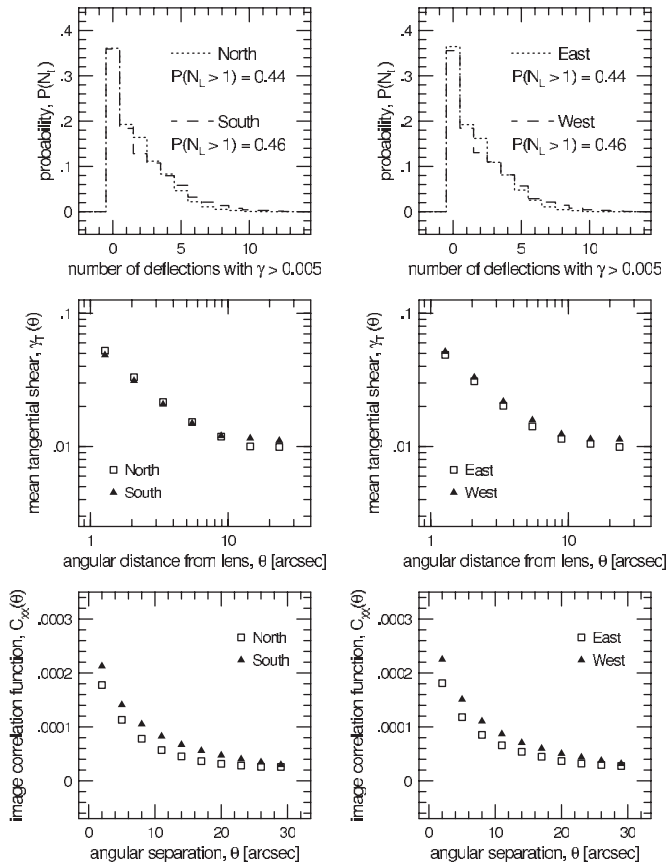 probability, P(N_L)
.4
.3
.2
.1
0
North
P(N_L > 1) = 0.44
South
P(N_L > 1) = 0.46
0 5 10
number of deflections with γ > 0.005
probability, P(N_L)
.4
.3
.2
.1
0
East
P(N_L > 1) = 0.44
West
P(N_L > 1) = 0.46
0 5 10
number of deflections with γ > 0.005
mean tangential shear, γ_T(θ)
.1
.01
North
South
1 10
angular distance from lens, θ [arcsec]
mean tangential shear, γ_T(θ)
.1
.01
East
West
1 10
angular distance from lens, θ [arcsec]
image correlation function, C_χχ(θ)
.0003
.0002
.0001
0
North
South
0 10 20 30
angular separation, θ [arcsec]
image correlation function, C_χχ(θ)
.0003
.0002
.0001
0
East
West
0 10 20 30
angular separation, θ [arcsec]